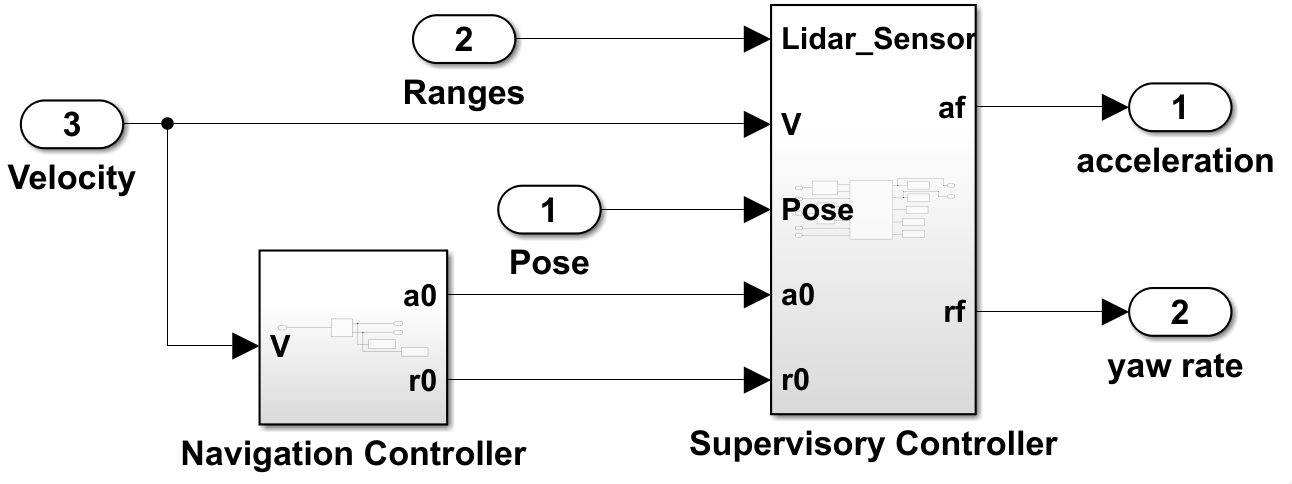 2
Ranges
3
Velocity
1
Pose
V
a0
r0
Navigation Controller
Lidar_Sensor
V
Pose
a0
r0
af
rf
Supervisory Controller
1
acceleration
2
yaw rate